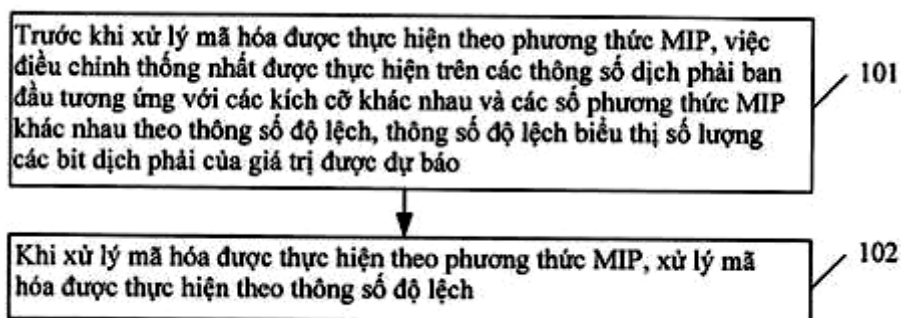 Trước khi xử lý mã hóa được thực hiện theo phương thức MIP, việc
điều chỉnh thống nhất được thực hiện trên các thông số dịch phải ban
đầu tương ứng với các kích cỡ khác nhau và các số phương thức MIP
khác nhau theo thông số độ lệch, thông số độ lệch biểu thị số lượng
các bit dịch phải của giá trị được dự báo
101
Khi xử lý mã hóa được thực hiện theo phương thức MIP, xử lý mã
hóa được thực hiện theo thông số độ lệch
102